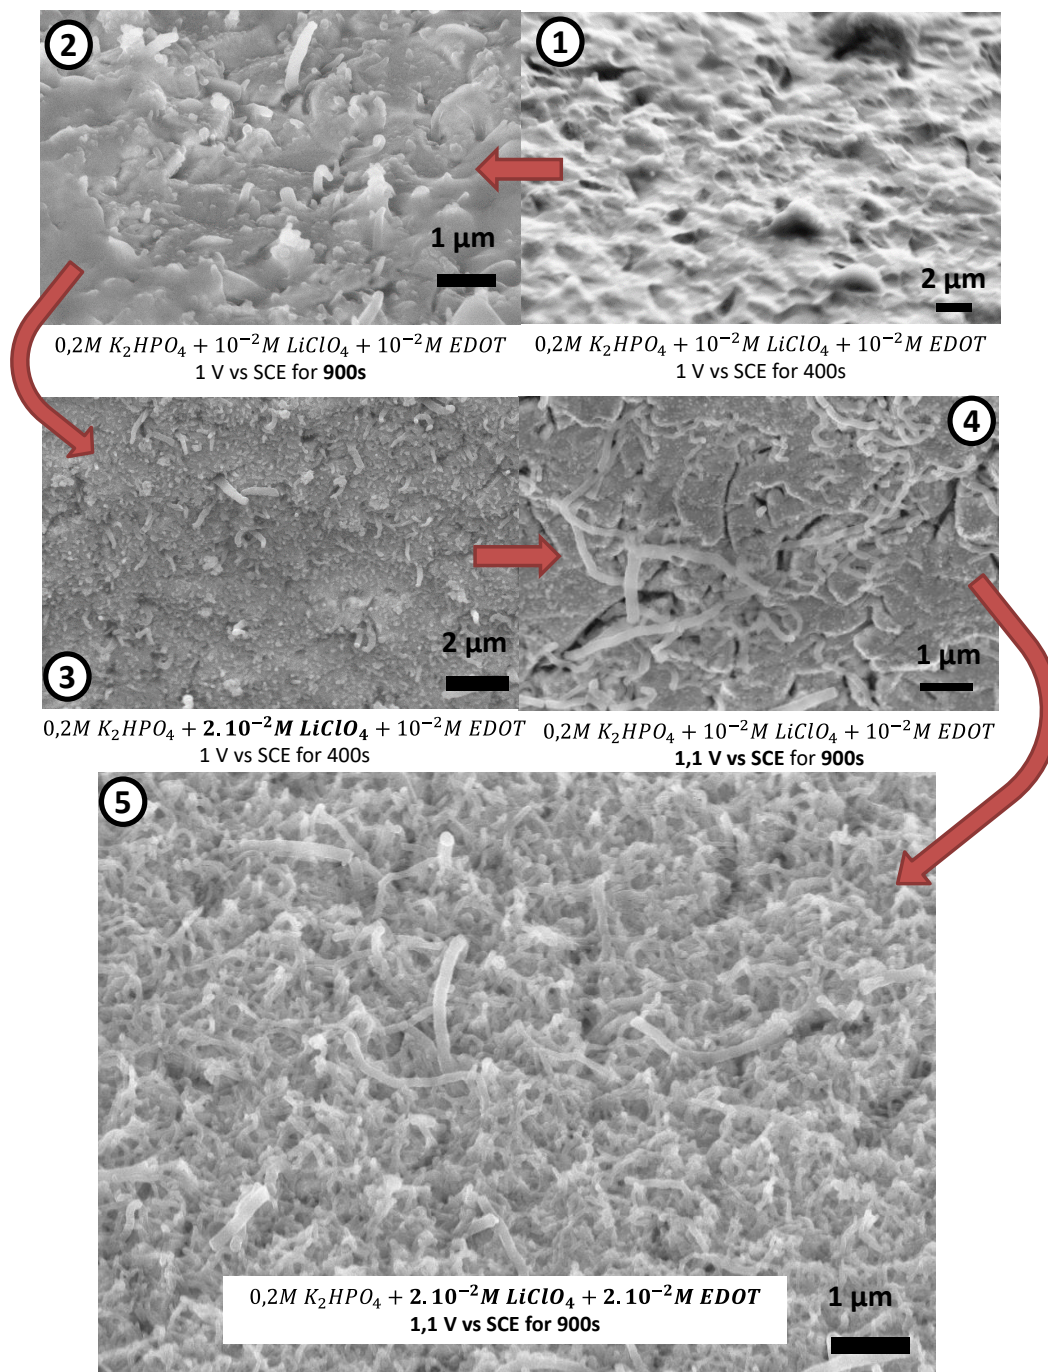 2
1
1 µm
2 µm
0,2M K₂HPO₄ + 10⁻²M LiClO₄ + 10⁻²M EDOT
1 V vs SCE for 900s
0,2M K₂HPO₄ + 10⁻²M LiClO₄ + 10⁻²M EDOT
1 V vs SCE for 400s
4
2 µm
1 µm
3
0,2M K₂HPO₄ + 2.10⁻²M LiClO₄ + 10⁻²M EDOT
1 V vs SCE for 400s
0,2M K₂HPO₄ + 10⁻²M LiClO₄ + 10⁻²M EDOT
1,1 V vs SCE for 900s
5
0,2M K₂HPO₄ + 2.10⁻²M LiClO₄ + 2.10⁻²M EDOT
1,1 V vs SCE for 900s
1 µm